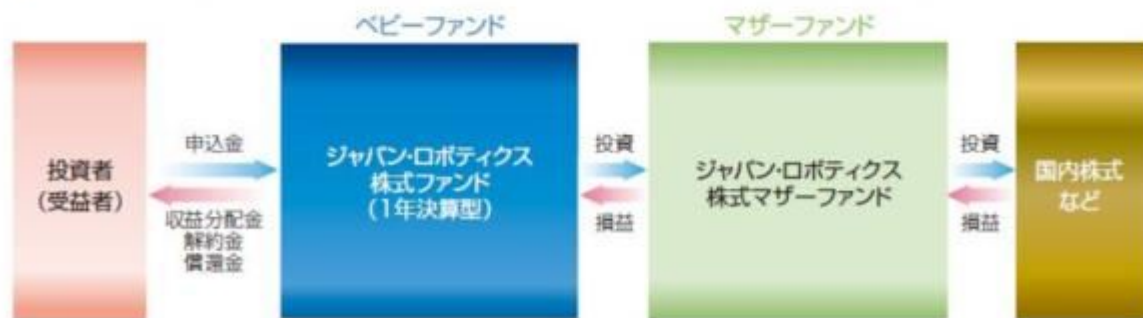 ベビーファンド
マザーファンド
投資者
(受益者)
申込金
収益分配金
解約金
償還金
ジャパン・ロボティクス
株式ファンド
(1年決算型)
投資
損益
ジャパン・ロボティクス
株式マザーファンド
投資
損益
国内株式
など